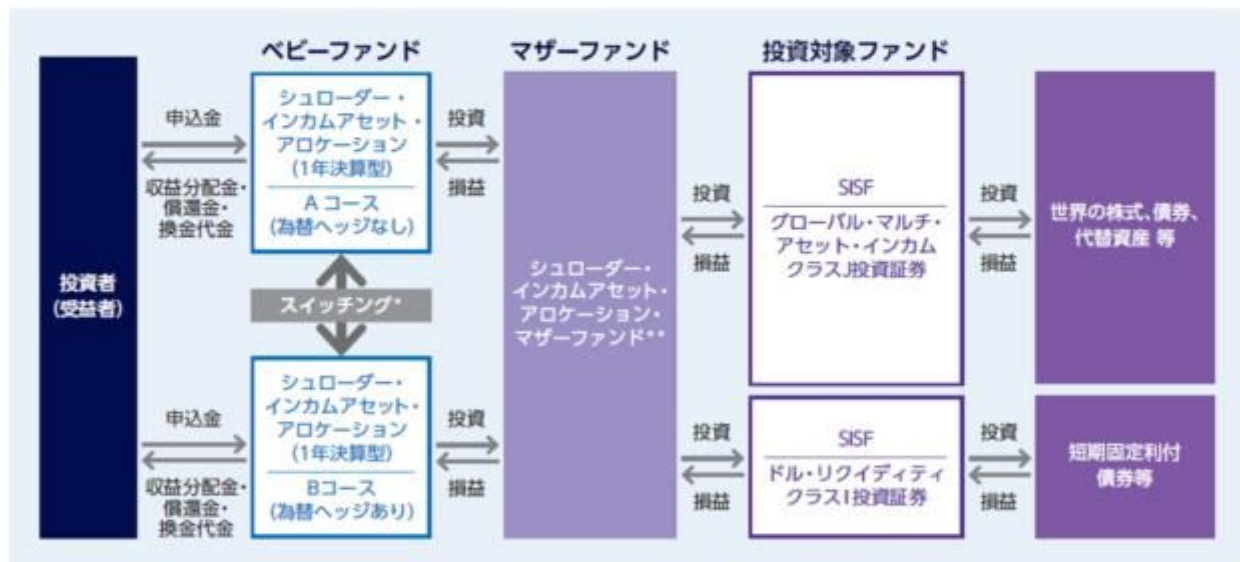 ベビーファンド
マザーファンド
投資対象ファンド
投資者
(受益者)
申込金
収益分配金・
償還金・
換金代金
シュローダー・
インカムアセット・
アロケーション
(1年決算型)
Aコース
(為替ヘッジなし)
投資
損益
スイッチング*
申込金
収益分配金・
償還金・
換金代金
シュローダー・
インカムアセット・
アロケーション
(1年決算型)
Bコース
(為替ヘッジあり)
投資
損益
シュローダー・
インカムアセット・
アロケーション・
マザーファンド**
投資
損益
SISF
グローバル・マルチ・
アセット・インカム
クラスJ投資証券
投資
損益
世界の株式、債券、
代替資産 等
投資
損益
SISF
ドル・リクイディティ
クラスI投資証券
投資
損益
短期固定利付
債券等